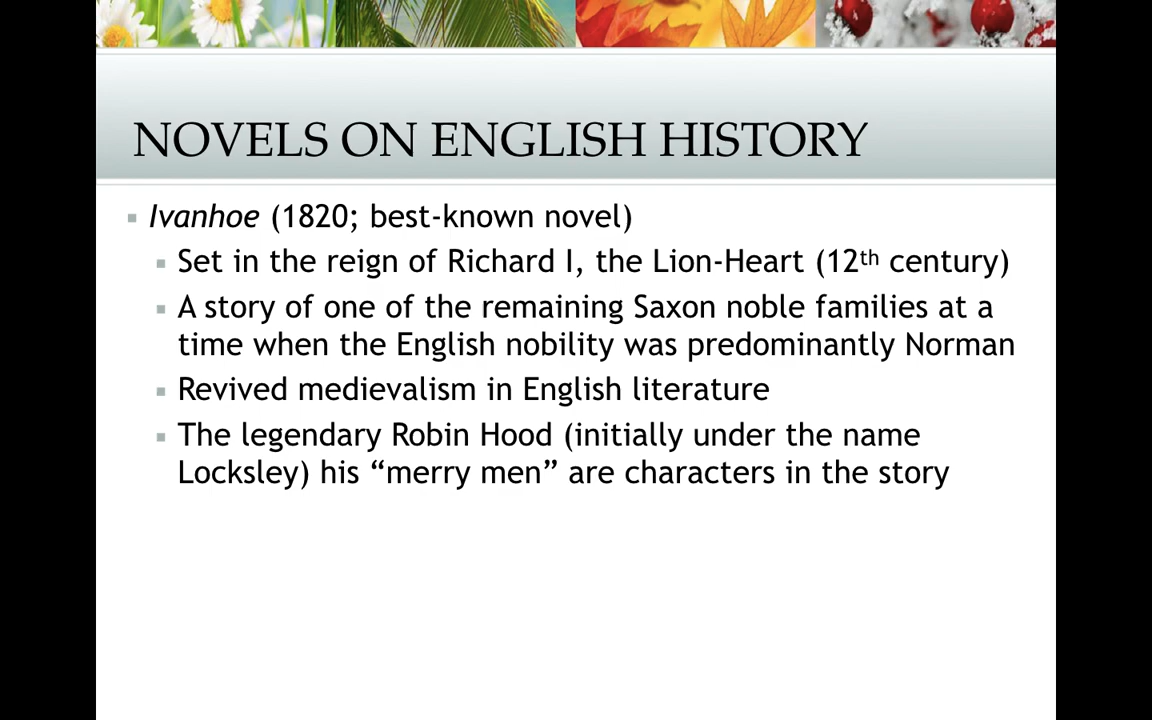 NOVELS ON ENGLISH HISTORY
▪ Ivanhoe (1820; best-known novel)
▪ Set in the reign of Richard I, the Lion-Heart (12th century)
▪ A story of one of the remaining Saxon noble families at a
time when the English nobility was predominantly Norman
▪ Revived medievalism in English literature
▪ The legendary Robin Hood (initially under the name
Locksley) his “merry men” are characters in the story